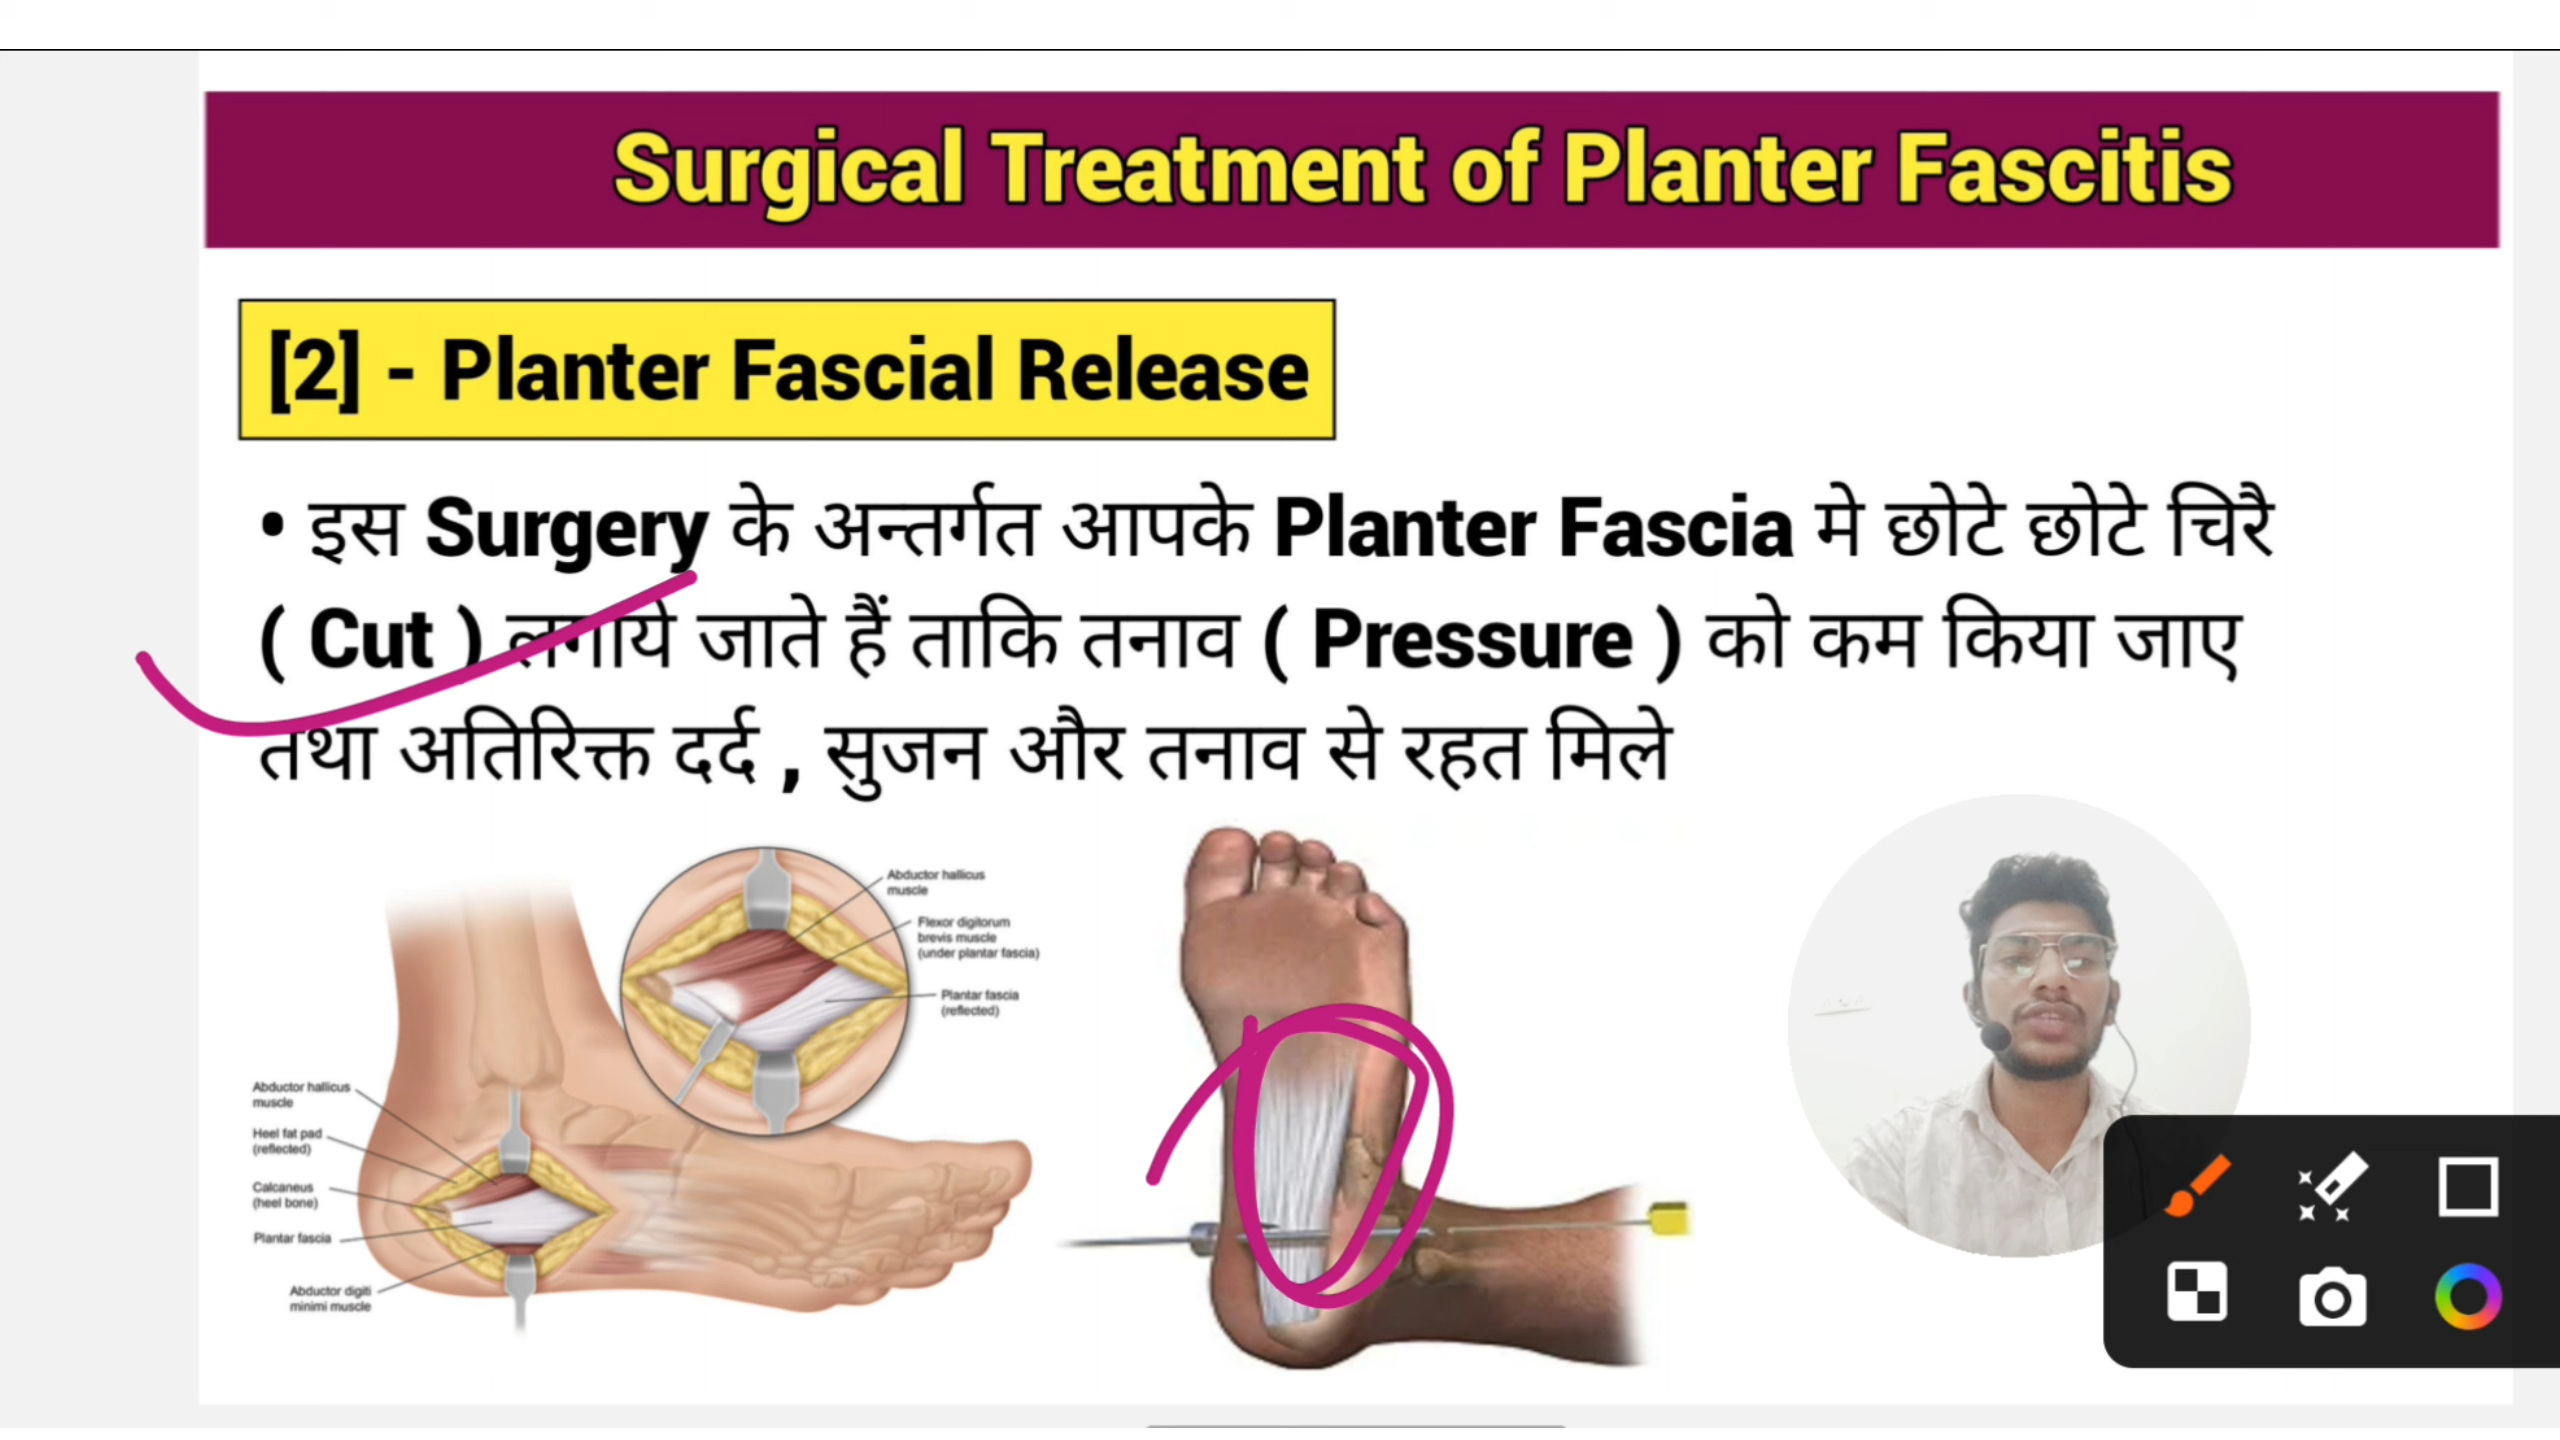 Surgical Treatment of Planter Fascitis
[2] - Planter Fascial Release
• इस Surgery के अन्तर्गत आपके Planter Fascia मे छोटे छोटे चिरै
( Cut ) लगाये जाते हैं ताकि तनाव ( Pressure ) को कम किया जाए
तथा अतिरिक्त दर्द , सुजन और तनाव से रहत मिले
Abductor hallicus
muscle
Flexor digitorum
brevis muscle
(under plantar fascia)
Plantar fascia
(reflected)
Abductor hallicus
muscle
Heel fat pad
(reflected)
Calcaneus
(heel bone)
Plantar fascia
Abductor digiti
minimi muscle